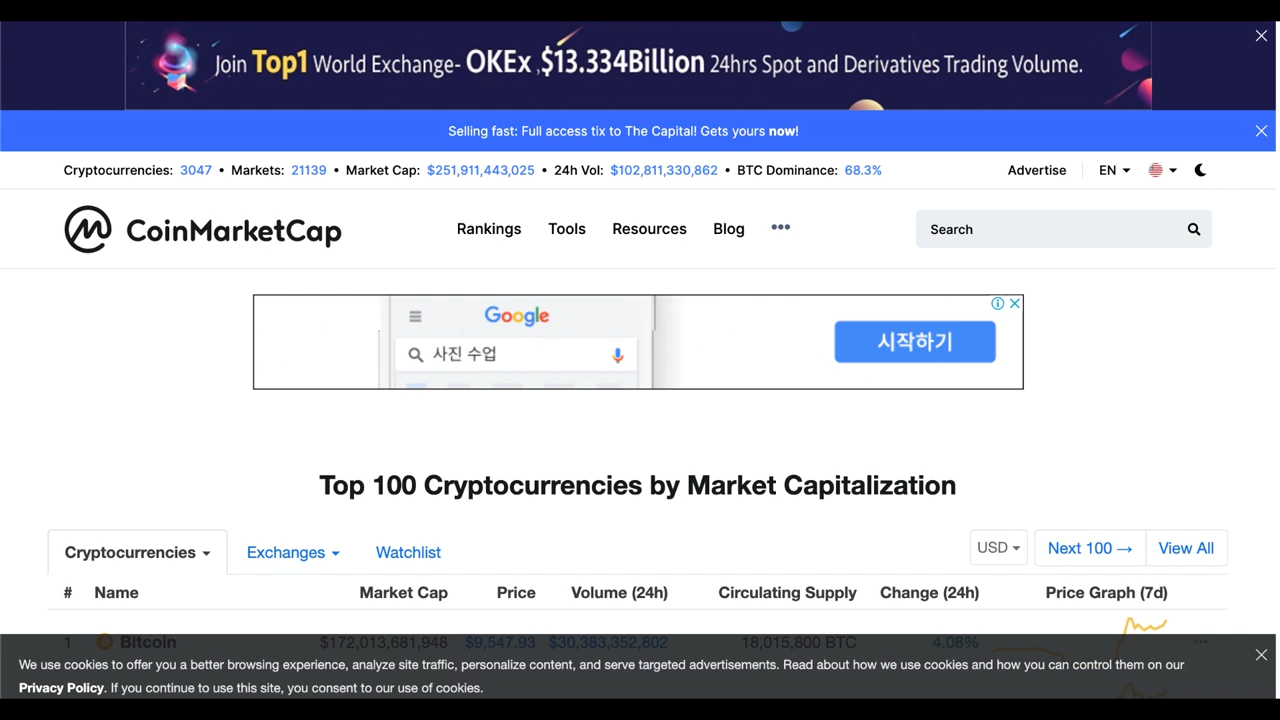 Join Top1 World Exchange- OKEx ,$13.334Billion 24hrs Spot and Derivatives Trading Volume.
Selling fast: Full access tix to The Capital! Gets yours now!
Cryptocurrencies: 3047 • Markets: 21139 • Market Cap: $251,911,443,025 • 24h Vol: $102,811,330,862 • BTC Dominance: 68.3% Advertise EN
CoinMarketCap Rankings Tools Resources Blog ••• Search
Google
사진 수업
시작하기
Top 100 Cryptocurrencies by Market Capitalization
Cryptocurrencies Exchanges Watchlist USD Next 100 → View All
# Name Market Cap Price Volume (24h) Circulating Supply Change (24h) Price Graph (7d)
1 Bitcoin $172,013,681,948 $9,547.93 $30,383,352,802 18,015,800 BTC 4.08% ...
We use cookies to offer you a better browsing experience, analyze site traffic, personalize content, and serve targeted advertisements. Read about how we use cookies and how you can control them on our
Privacy Policy. If you continue to use this site, you consent to our use of cookies.